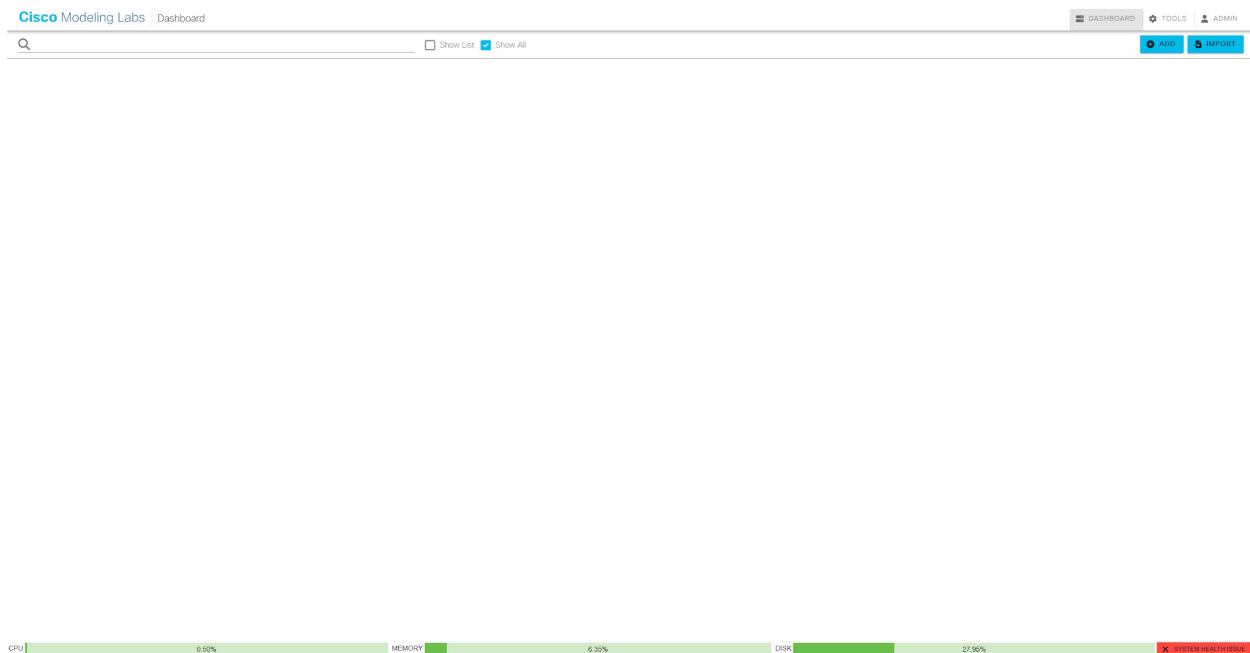 Cisco Modeling Labs Dashboard DASHBOARD TOOLS ADMIN
Show List Show All ADD IMPORT
CPU 0.50% MEMORY 6.35% DISK 27.95% SYSTEM HEALTH ISSUE